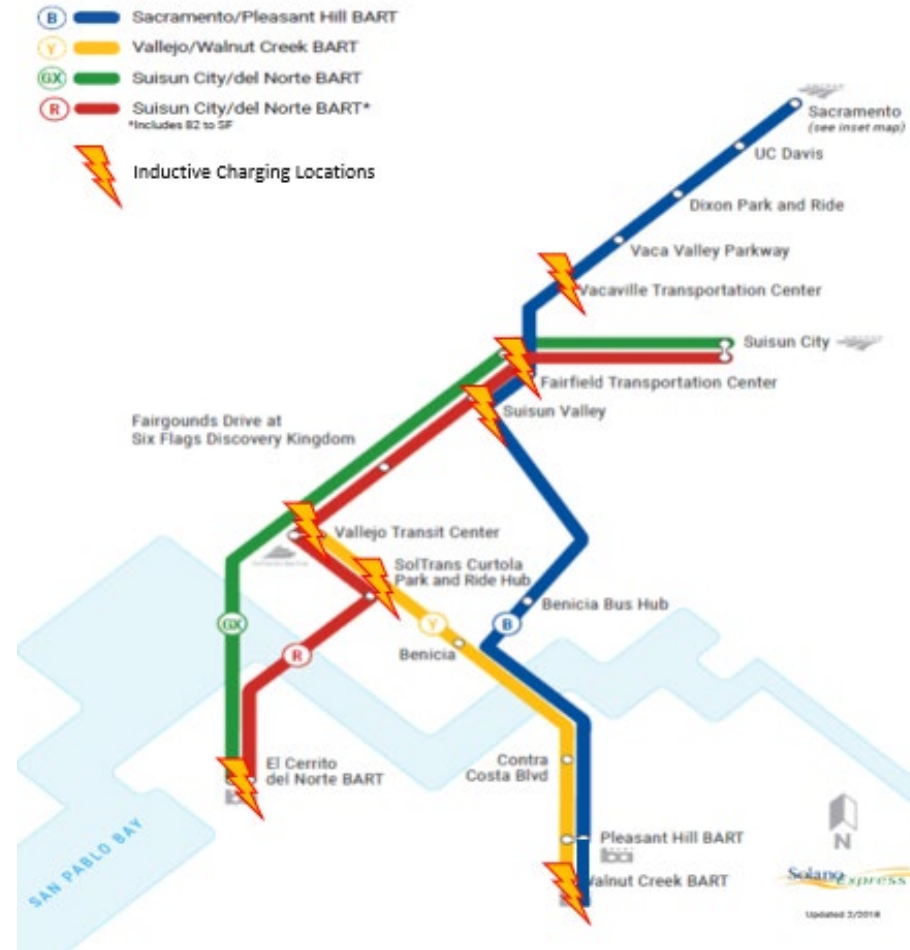 B Sacramento/Pleasant Hill BART
Y Vallejo/Walnut Creek BART
GX Suisun City/del Norte BART
R Suisun City/del Norte BART*
*Includes 82 to SF
Inductive Charging Locations
Sacramento
(see inset map)
UC Davis
Dixon Park and Ride
Vaca Valley Parkway
Vacaville Transportation Center
Suisun City
Fairfield Transportation Center
Suisun Valley
Fairgounds Drive at
Six Flags Discovery Kingdom
Vallejo Transit Center
SolTrans Curtola
Park and Ride Hub
Benicia Bus Hub
GX
Y
B
R
Benicia
El Cerrito
del Norte BART
Contra
Costa Blvd
Pleasant Hill BART
Walnut Creek BART
SAN PABLO BAY
N
Solano Express
Updated 2/2018